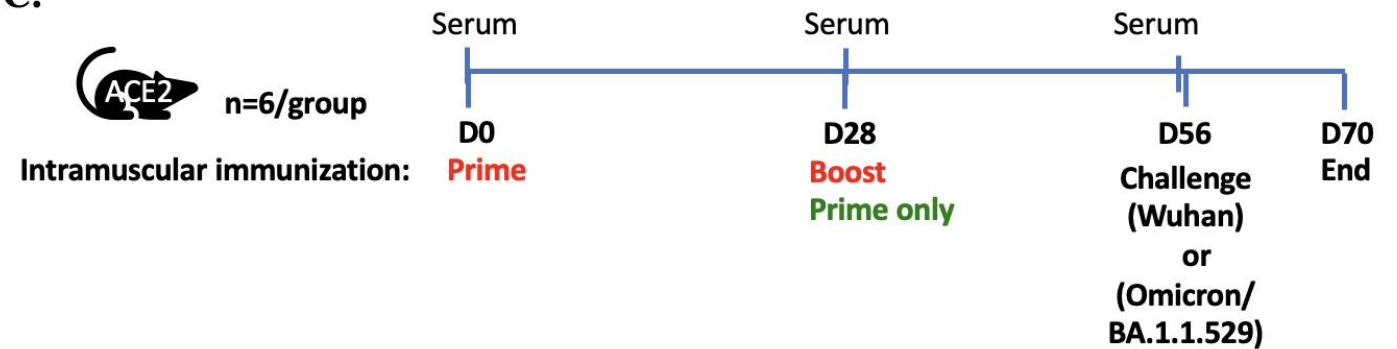 C.
Serum Serum Serum
ACE2
n=6/group
D0 D28 D56 D70
Intramuscular immunization: Prime Boost Challenge End
Prime only (Wuhan)
or
(Omicron/
BA.1.1.529)